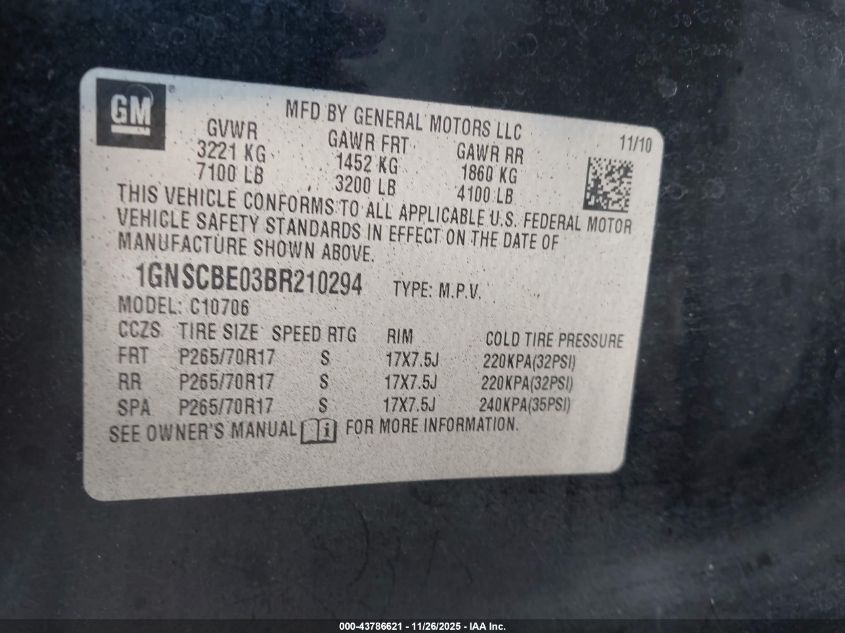 GM
MFD BY GENERAL MOTORS LLC
11/10
GVWR GAWR FRT GAWR RR
3221 KG 1452 KG 1860 KG
7100 LB 3200 LB 4100 LB
THIS VEHICLE CONFORMS TO ALL APPLICABLE U.S. FEDERAL MOTOR
VEHICLE SAFETY STANDARDS IN EFFECT ON THE DATE OF
MANUFACTURE SHOWN ABOVE.
1GNSCBE03BR210294 TYPE: M.P.V.
MODEL: C10706
CCZS TIRE SIZE SPEED RTG RIM COLD TIRE PRESSURE
FRT P265/70R17 S 17X7.5J 220KPA(32PSI)
RR P265/70R17 S 17X7.5J 220KPA(32PSI)
SPA P265/70R17 S 17X7.5J 240KPA(35PSI)
SEE OWNER'S MANUAL i FOR MORE INFORMATION.
000-43786621 - 11/26/2025 - IAA Inc.